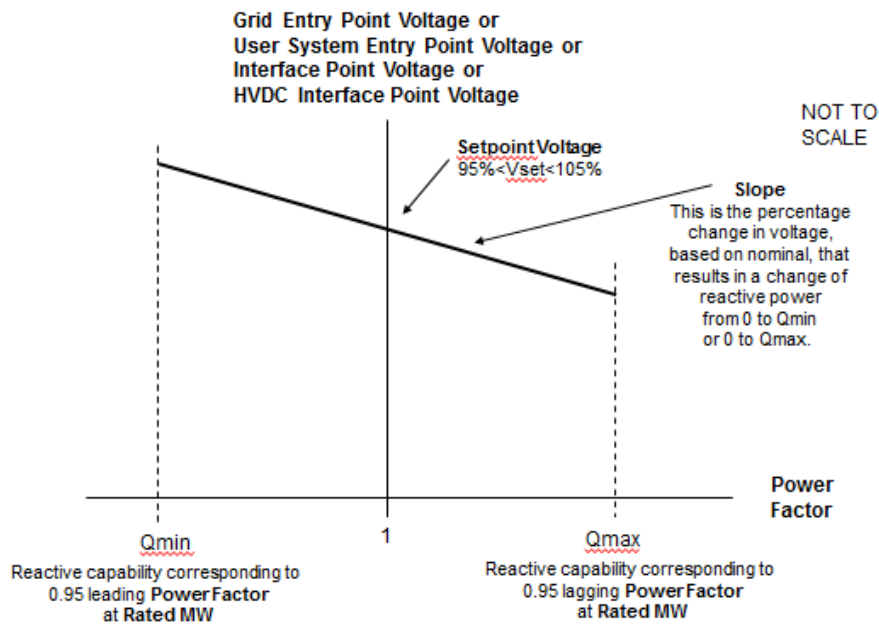 Grid Entry Point Voltage or
User System Entry Point Voltage or
Interface Point Voltage or
HVDC Interface Point Voltage
NOT TO
SCALE
Setpoint Voltage
95%<Vset<105%
Slope
This is the percentage
change in voltage,
based on nominal, that
results in a change of
reactive power
from 0 to Qmin
or 0 to Qmax.
Power
Factor
Qmin
1
Qmax
Reactive capability corresponding to
0.95 leading Power Factor
at Rated MW
Reactive capability corresponding to
0.95 lagging Power Factor
at Rated MW